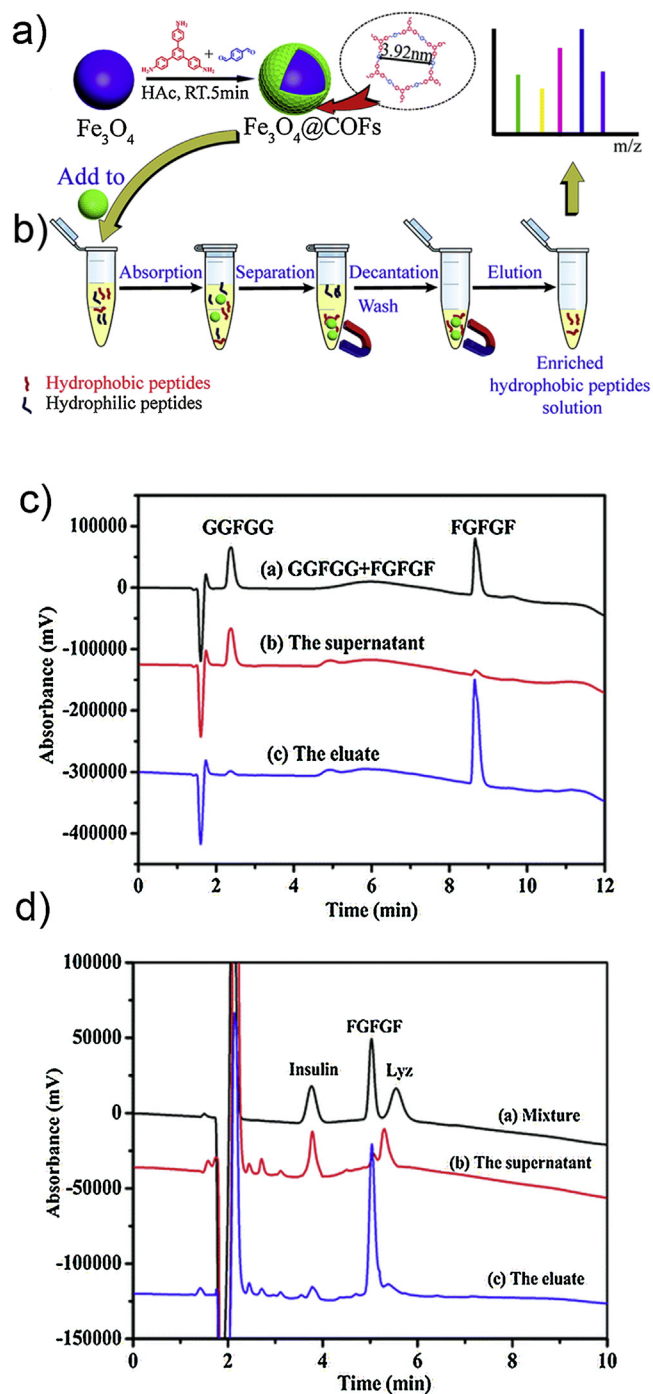 a)
NH₂
H₂N
NH₂
+
3.92nm
HAc, RT.5min
Fe₃O₄
Fe₃O₄@COFs
m/z
Add to
b)
Absorption
Separation
Decantation
Elution
Wash
Hydrophobic peptides
Hydrophilic peptides
Enriched
hydrophobic peptides
solution
c)
100000
0
-100000
-200000
-300000
-400000
Absorbance (mV)
GGFGG
FGFGF
(a) GGFGG+FGFGF
(b) The supernatant
(c) The eluate
0 2 4 6 8 10 12
Time (min)
d)
100000
50000
0
-50000
-100000
-150000
Absorbance (mV)
FGFGF
Insulin
Lyz
(a) Mixture
(b) The supernatant
(c) The eluate
0 2 4 6 8 10
Time (min)